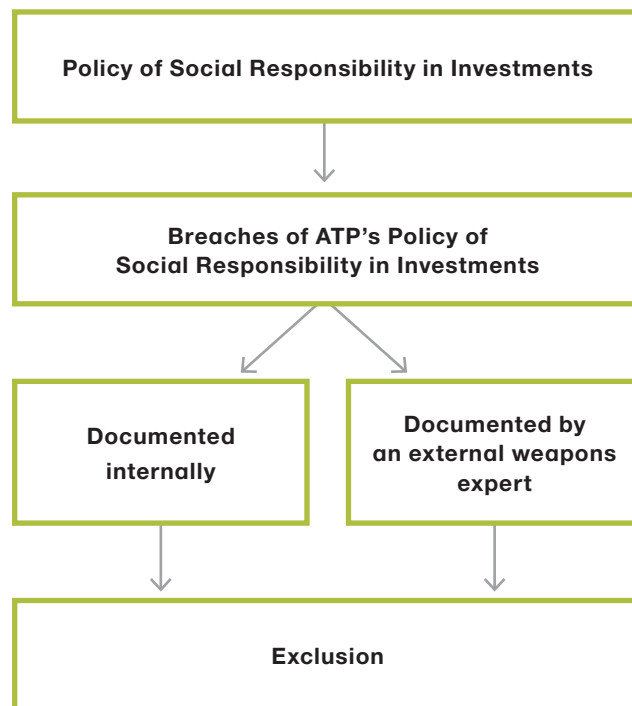 Policy of Social Responsibility in Investments
Breaches of ATP's Policy of
Social Responsibility in Investments
Documented
internally
Documented by
an external weapons
expert
Exclusion